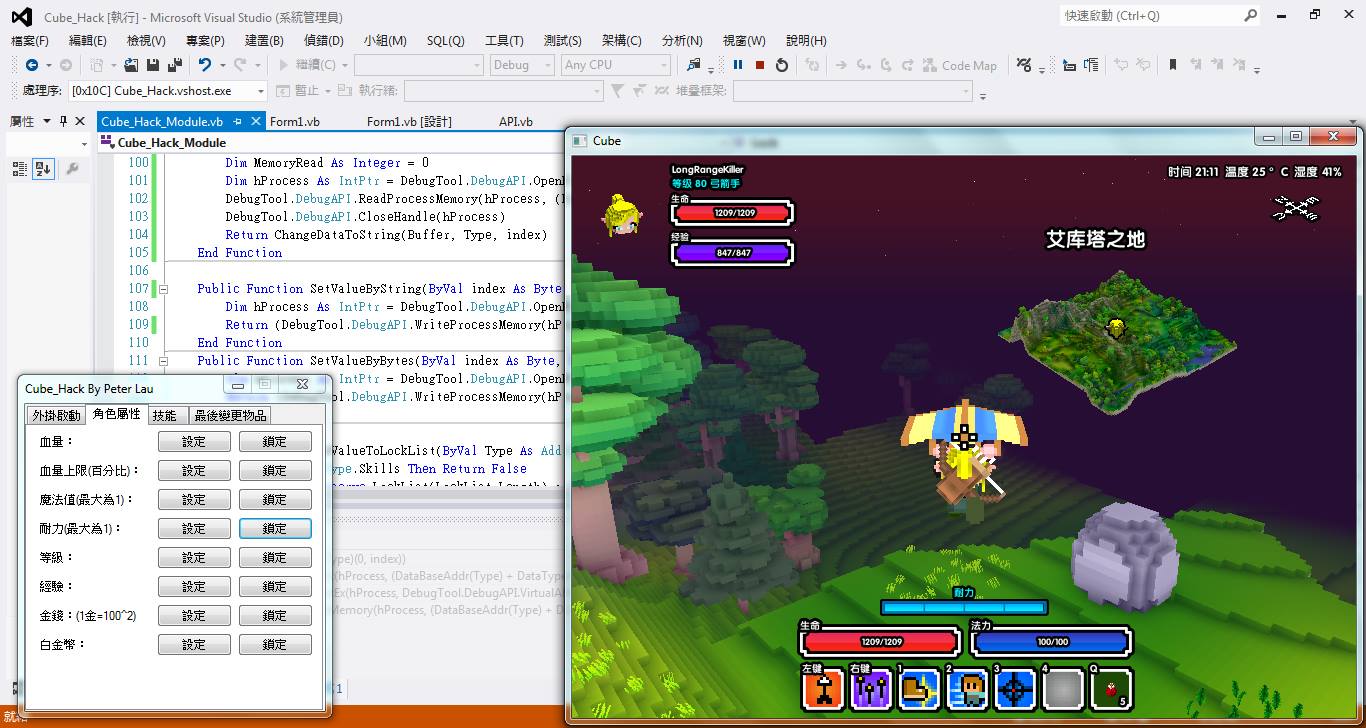 Cube_Hack [執行] - Microsoft Visual Studio (系統管理員)
快速啟動 (Ctrl+Q)
檔案(F) 編輯(E) 檢視(V) 專案(P) 建置(B) 偵錯(D) 小組(M) SQL(Q) 工具(T) 測試(S) 架構(C) 分析(N) 視窗(W) 說明(H)
繼續(C) Debug Any CPU Code Map
處理序: [0x10C] Cube_Hack.vshost.exe 暫止 執行緒: 堆疊框架:
屬性 Cube_Hack_Module.vb Form1.vb Form1.vb [設計] API.vb
Cube_Hack_Module
100 Dim MemoryRead As Integer = 0
101 Dim hProcess As IntPtr = DebugTool.DebugAPI.OpenP
102 DebugTool.DebugAPI.ReadProcessMemory(hProcess, (I
103 DebugTool.DebugAPI.CloseHandle(hProcess)
104 Return ChangeDataToString(Buffer, Type, index)
105 End Function
106
107 Public Function SetValueByString(ByVal index As Byte
108 Dim hProcess As IntPtr = DebugTool.DebugAPI.OpenP
109 Return (DebugTool.DebugAPI.WriteProcessMemory(hP
110 End Function
111 Public Function SetValueByBytes(ByVal index As Byte,
As IntPtr = DebugTool.DebugAPI.OpenP
DebugTool.DebugAPI.WriteProcessMemory(hP
ValueToLockList(ByVal Type As Add
ype.Skills Then Return False
ype)(0, index))
(hProcess, (DataBaseAddr(Type) + DataType
Ex(hProcess, DebugTool.DebugAPI.VirtualA
Memory(hProcess, (DataBaseAddr(Type) + D
Cube_Hack By Peter Lau
外掛啟動 角色屬性 技能 最後變更物品
血量： 設定 鎖定
血量上限(百分比)： 設定 鎖定
魔法值(最大為1)： 設定 鎖定
耐力(最大為1)： 設定 鎖定
等級： 設定 鎖定
經驗： 設定 鎖定
金錢：(1金=100^2) 設定 鎖定
白金幣： 設定 鎖定
就緒
Cube
LongRangeKiller
等级 80 弓箭手
生命
1209/1209
经验
847/847
时间 21:11 温度 25 ° C 湿度 41%
艾库塔之地
耐力
生命 法力
1209/1209 100/100
左键 右键 1 2 3 4 Q
5